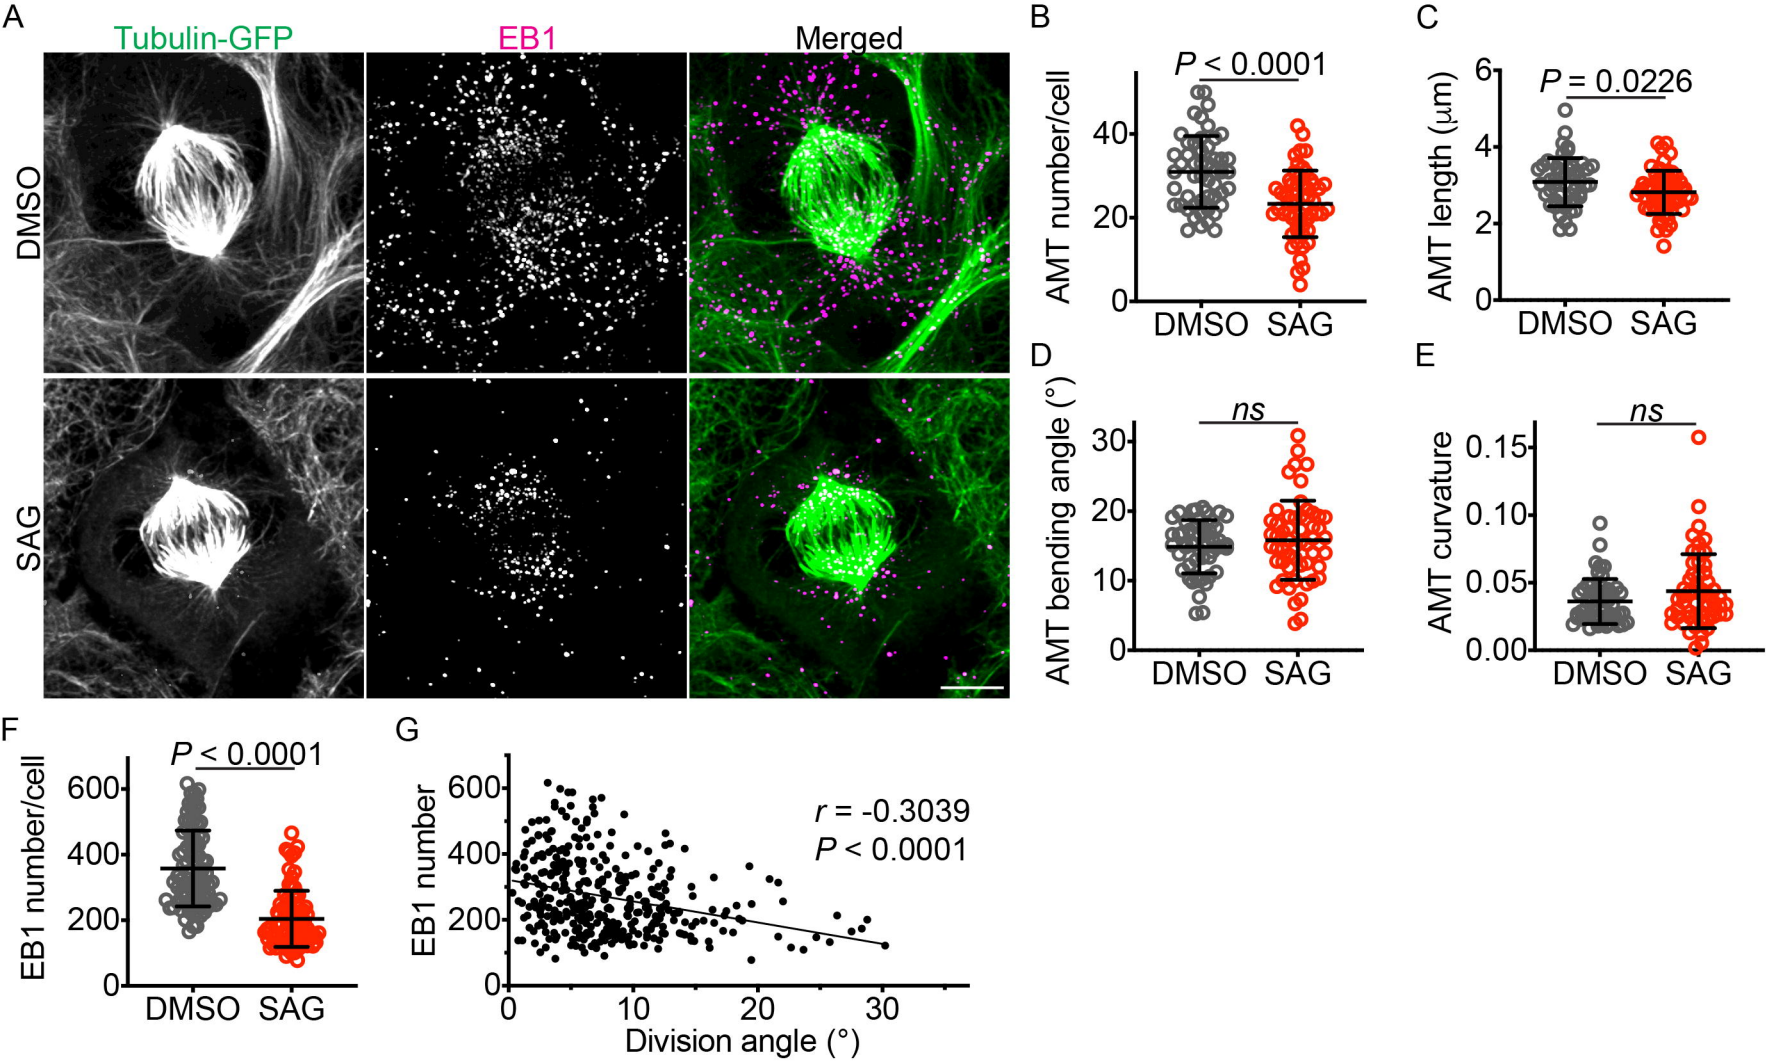 A
Tubulin-GFP EB1 Merged
DMSO
SAG
B
P < 0.0001
AMT number/cell
40
20
0
DMSO SAG
C
P = 0.0226
AMT length (μm)
6
4
2
0
DMSO SAG
D
ns
AMT bending angle (°)
30
20
10
0
DMSO SAG
E
ns
AMT curvature
0.15
0.10
0.05
0.00
DMSO SAG
F
P < 0.0001
EB1 number/cell
600
400
200
0
DMSO SAG
G
r = -0.3039
P < 0.0001
EB1 number
600
400
200
0
0 10 20 30
Division angle (°)